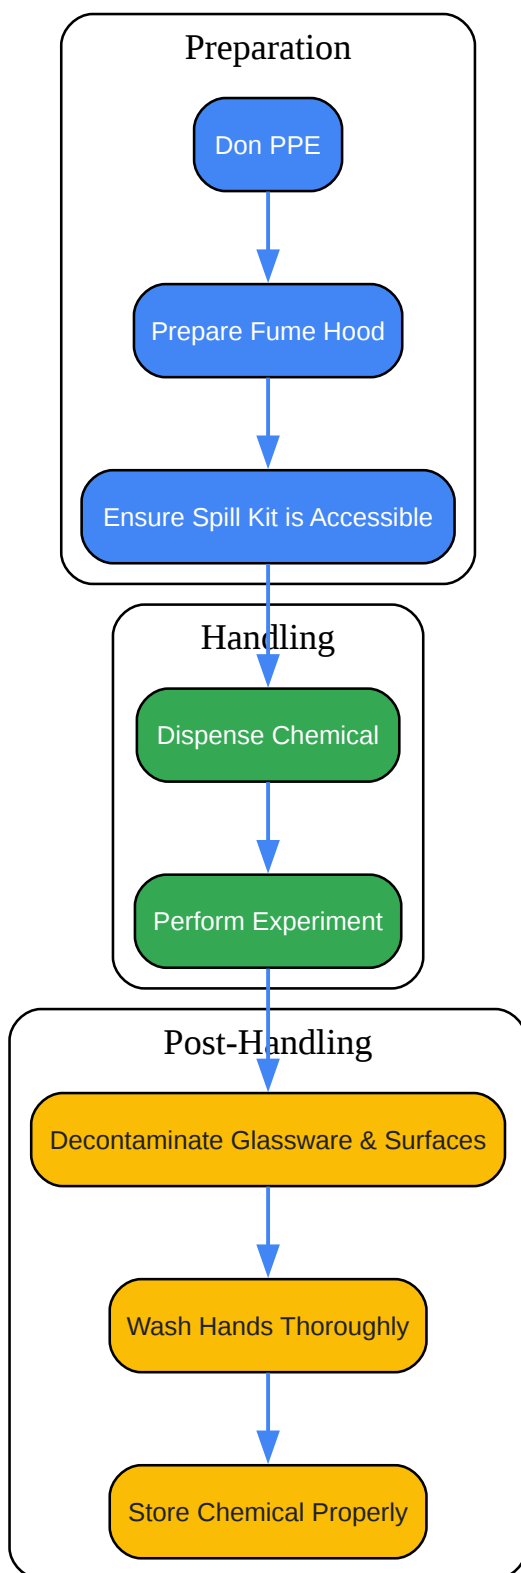 Preparation
Don PPE
Prepare Fume Hood
Ensure Spill Kit is Accessible
Handling
Dispense Chemical
Perform Experiment
Post-Handling
Decontaminate Glassware & Surfaces
Wash Hands Thoroughly
Store Chemical Properly